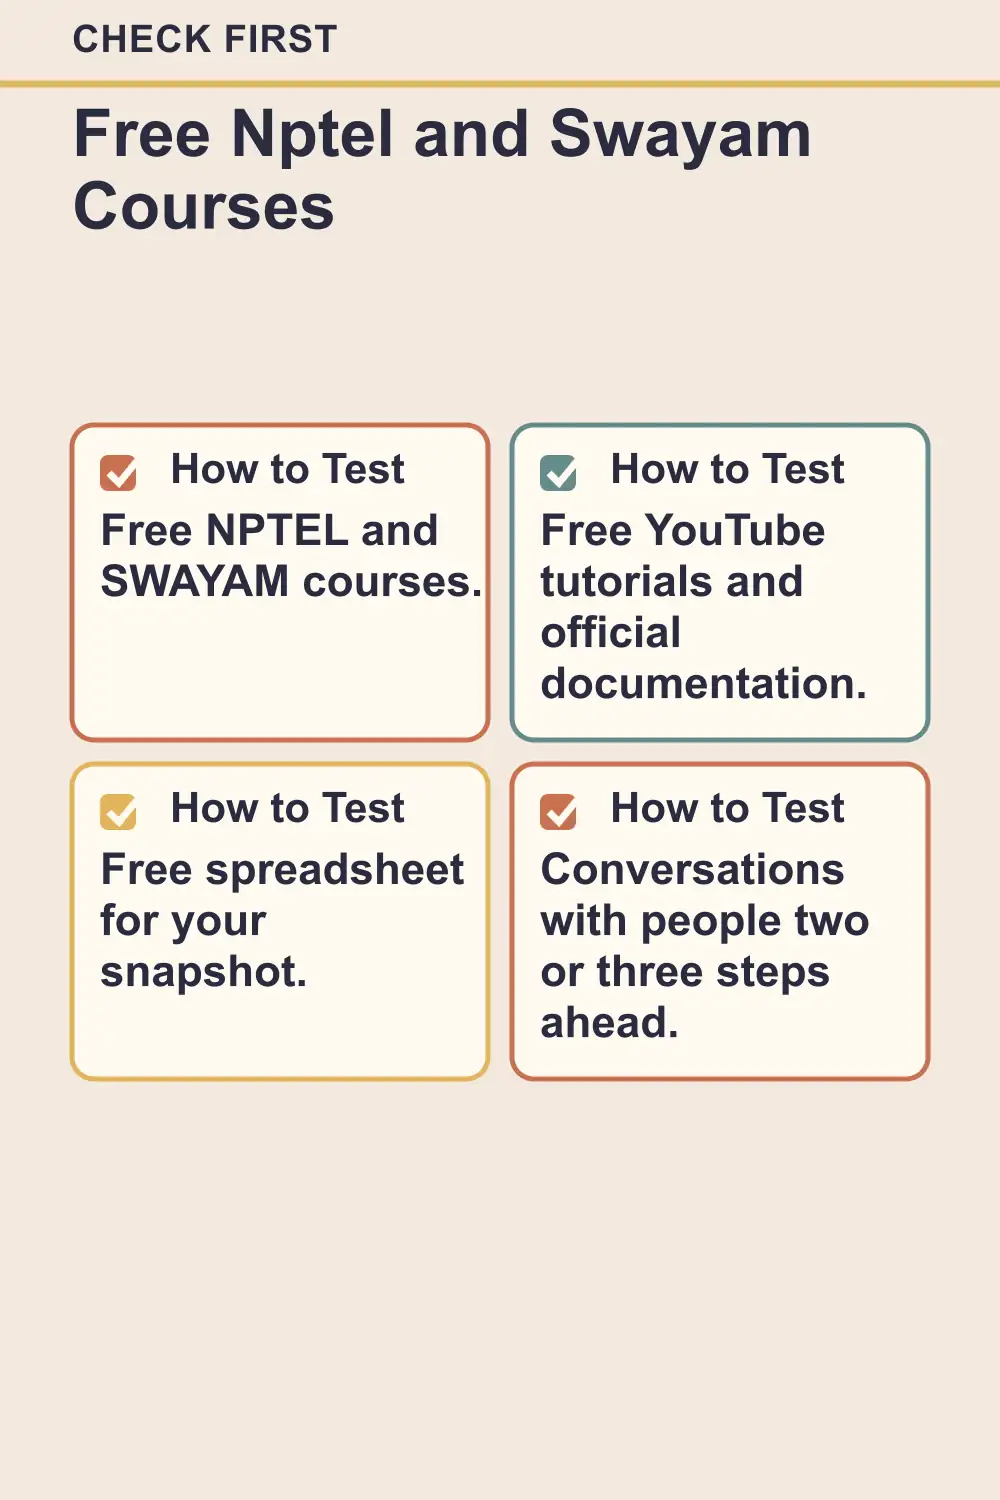 CHECK FIRST
Free Nptel and Swayam
Courses
How to Test
Free NPTEL and
SWAYAM courses.
How to Test
Free YouTube
tutorials and
official
documentation.
How to Test
Free spreadsheet
for your
snapshot.
How to Test
Conversations
with people two
or three steps
ahead.